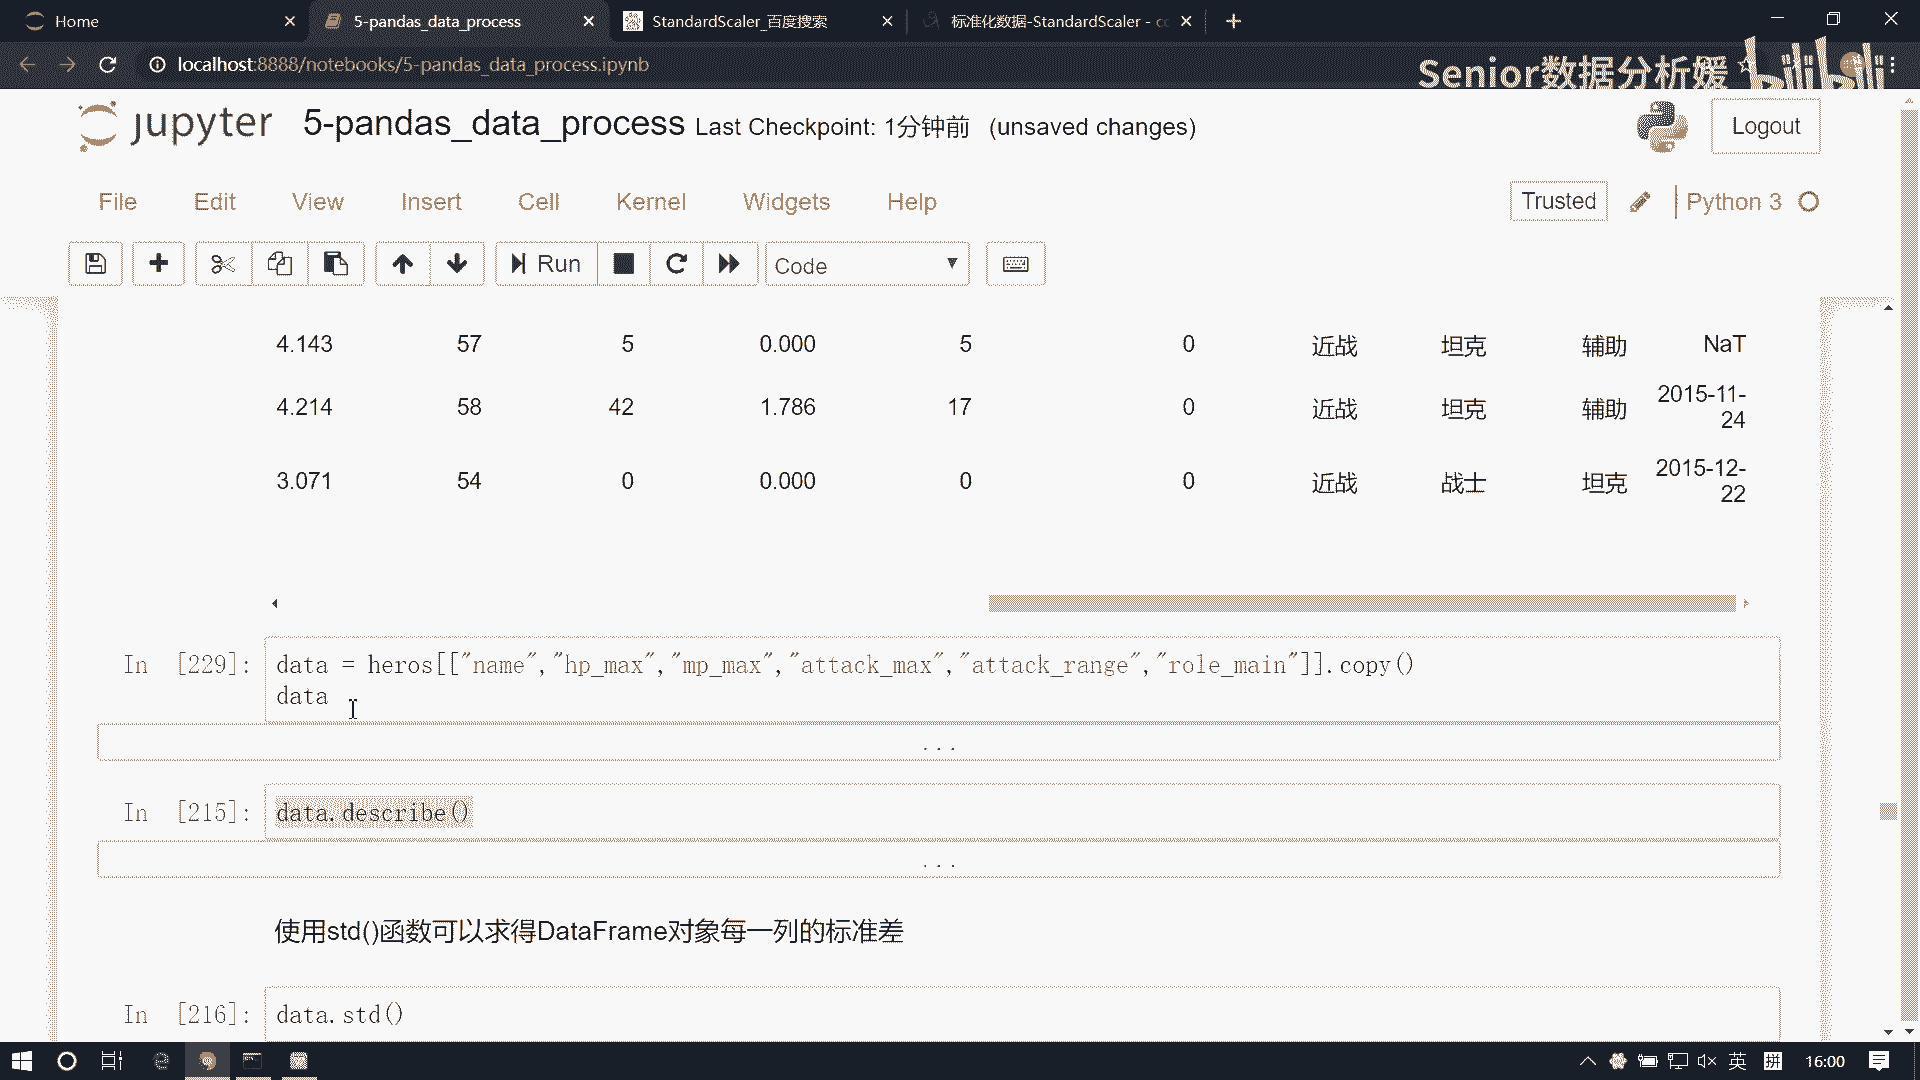 Home
5-pandas_data_process
StandardScaler_百度搜索
标准化数据-StandardScaler - cc
localhost:8888/notebooks/5-pandas_data_process.ipynb
Senior数据分析媛
bilibili
jupyter
5-pandas_data_process Last Checkpoint: 1分钟前 (unsaved changes)
Logout
File Edit View Insert Cell Kernel Widgets Help
Trusted
Python 3
Run
Code
4.143 57 5 0.000 5 0 近战 坦克 辅助 NaT
4.214 58 42 1.786 17 0 近战 坦克 辅助 2015-11-
24
3.071 54 0 0.000 0 0 近战 战士 坦克 2015-12-
22
In [229]: data = heros[["name","hp_max","mp_max","attack_max","attack_range","role_main"]].copy()
data
...
In [215]: data.describe()
...
使用std()函数可以求得DataFrame对象每一列的标准差
In [216]: data.std()
英
拼
16:00